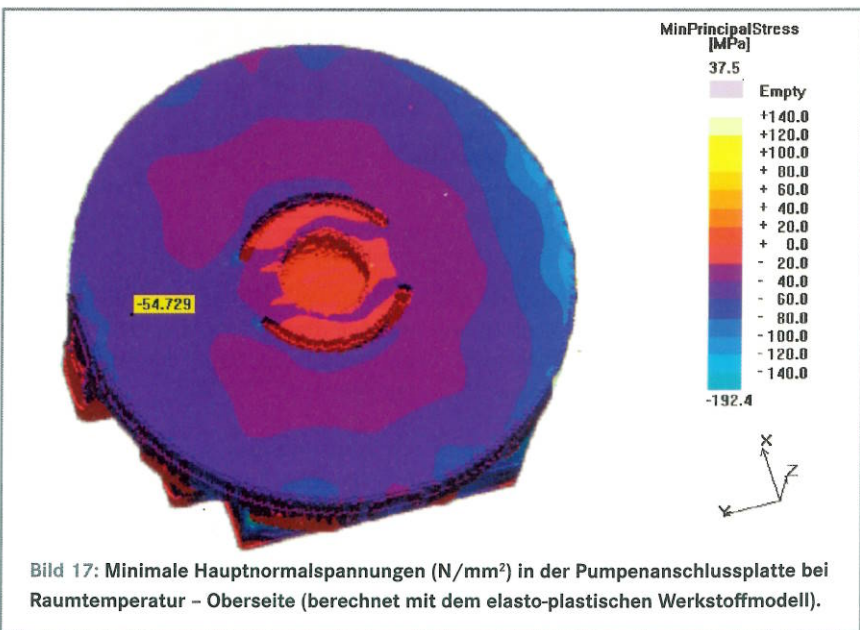 MinPrincipalStress
[MPa]
37.5
Empty
+140.0
+120.0
+100.0
+ 80.0
+ 60.0
+ 40.0
+ 20.0
+ 0.0
- 20.0
- 40.0
- 60.0
- 80.0
-100.0
-120.0
-140.0
-192.4
-54.729
X
Z
Y
Bild 17: Minimale Hauptnormalspannungen (N/mm²) in der Pumpenanschlussplatte bei
Raumtemperatur – Oberseite (berechnet mit dem elasto-plastischen Werkstoffmodell).